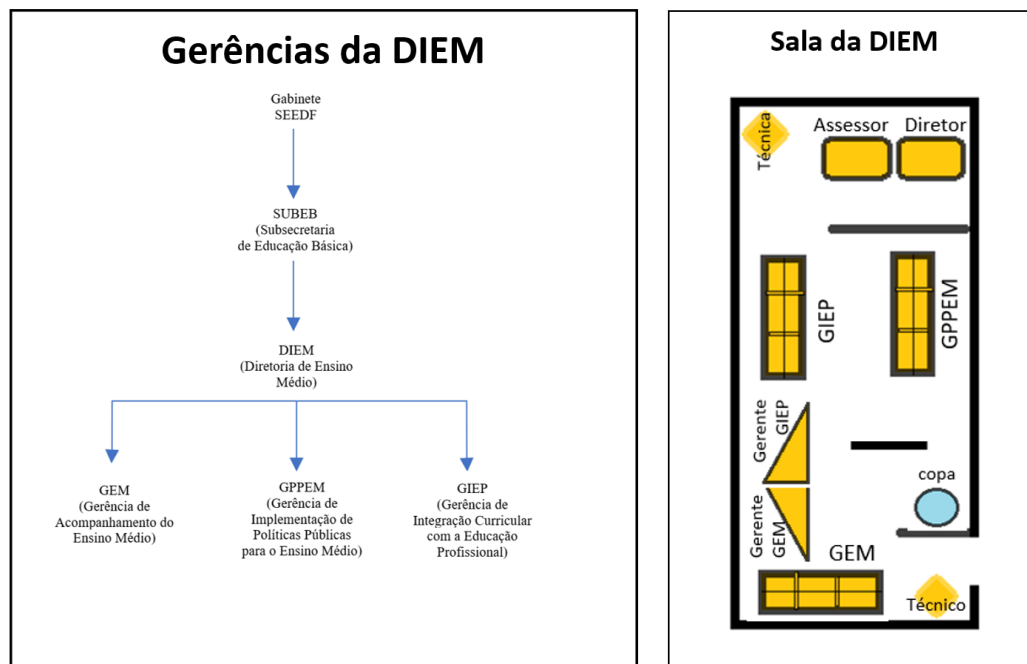 Gerências da DIEM
Gabinete
SEEDF
SUBEB
(Subsecretaria
de Educação Básica)
DIEM
(Diretoria de Ensino
Médio)
GEM
(Gerência de
Acompanhamento do
Ensino Médio)
GPPEM
(Gerência de
Implementação de
Políticas Públicas
para o Ensino Médio)
GIEP
(Gerência de
Integração Curricular
com a Educação
Profissional)
Sala da DIEM
Técnica
Assessor
Diretor
GIEP
GPPEM
Gerente
GIEP
copa
Gerente
GEM
GEM
Técnico